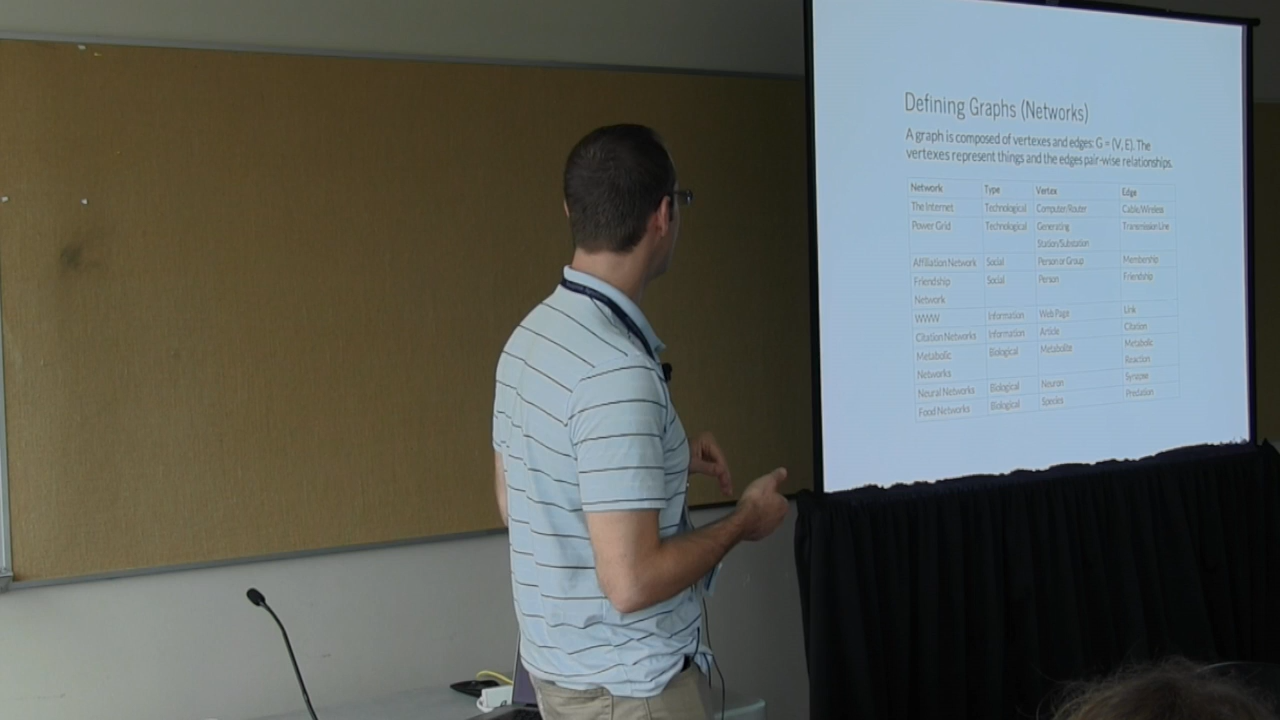 Defining Graphs (Networks)
A graph is composed of vertexes and edges: G = (V, E). The
vertexes represent things and the edges pair-wise relationships.
Network Type Vertex Edge
The Internet Technological Computer/Router Cable/Wireless
Power Grid Technological Generating Transmission Line
Station/Substation
Affiliation Network Social Person or Group Membership
Friendship Social Person Friendship
Network
WWW Information Web Page Link
Citation Networks Information Article Citation
Metabolic Biological Metabolite Metabolic
Networks Reaction
Neural Networks Biological Neuron Synapse
Food Networks Biological Species Predation